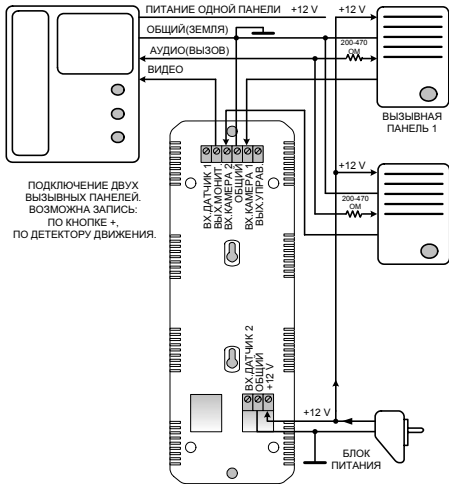 ПИТАНИЕ ОДНОЙ ПАНЕЛИ +12 V
+12 V
ОБЩИЙ(ЗЕМЛЯ)
АУДИО(ВЫЗОВ)
200-470
ОМ
ВИДЕО
ВЫЗЫВНАЯ
ПАНЕЛЬ 1
ВХ.ДАТЧИК 1
ВЫХ.МОНИТ.
ВХ.КАМЕРА 2
ОБЩИЙ
ВХ.КАМЕРА 1
ВЫХ.УПРАВ.
+12 V
200-470
ОМ
ПОДКЛЮЧЕНИЕ ДВУХ
ВЫЗЫВНЫХ ПАНЕЛЕЙ.
ВОЗМОЖНА ЗАПИСЬ:
ПО КНОПКЕ +,
ПО ДЕТЕКТОРУ ДВИЖЕНИЯ.
ВХ.ДАТЧИК 2
ОБЩИЙ
+12 V
+12 V
БЛОК
ПИТАНИЯ